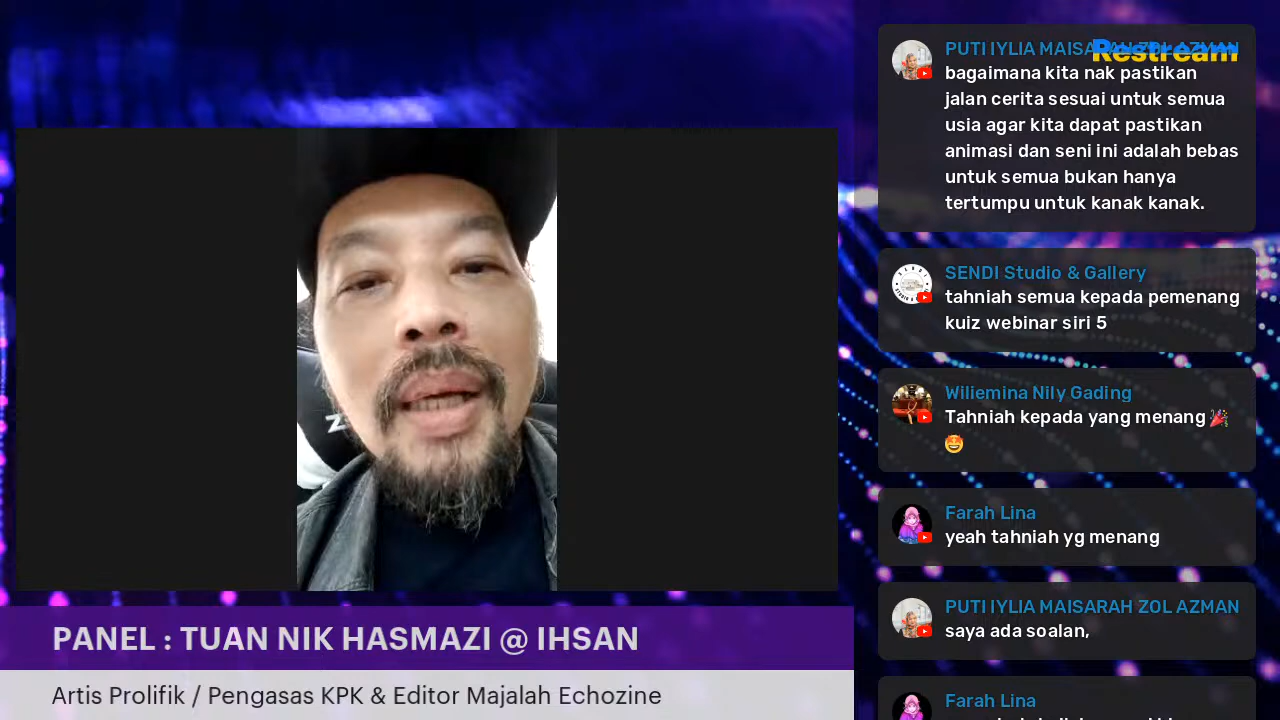 PUTI IYLIA MAISARAH ZOL AZMAN
Restream
bagaimana kita nak pastikan
jalan cerita sesuai untuk semua
usia agar kita dapat pastikan
animasi dan seni ini adalah bebas
untuk semua bukan hanya
tertumpu untuk kanak kanak.
SENDI Studio & Gallery
tahniah semua kepada pemenang
kuiz webinar siri 5
Wiliemina Nily Gading
Tahniah kepada yang menang 🎉
🤩
Farah Lina
yeah tahniah yg menang
PUTI IYLIA MAISARAH ZOL AZMAN
saya ada soalan,
Farah Lina
PANEL : TUAN NIK HASMAZI @ IHSAN
Artis Prolifik / Pengasas KPK & Editor Majalah Echozine